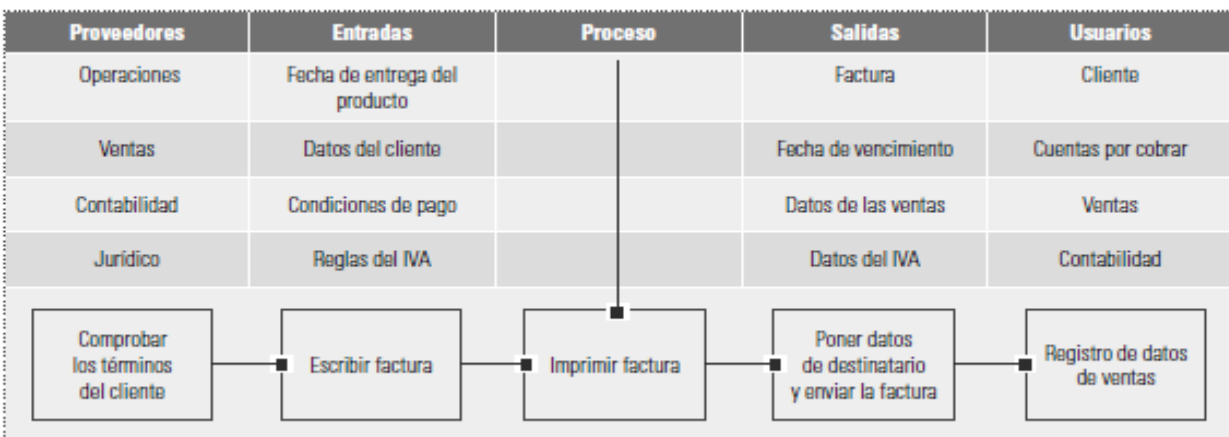 Proveedores Entradas Proceso Salidas Usuarios
Operaciones Fecha de entrega del producto Factura Cliente
Ventas Datos del cliente Fecha de vencimiento Cuentas por cobrar
Contabilidad Condiciones de pago Datos de las ventas Ventas
Jurídico Reglas del IVA Datos del IVA Contabilidad
Comprobar
los términos
del cliente
Escribir factura
Imprimir factura
Poner datos
de destinatario
y enviar la factura
Registro de datos
de ventas